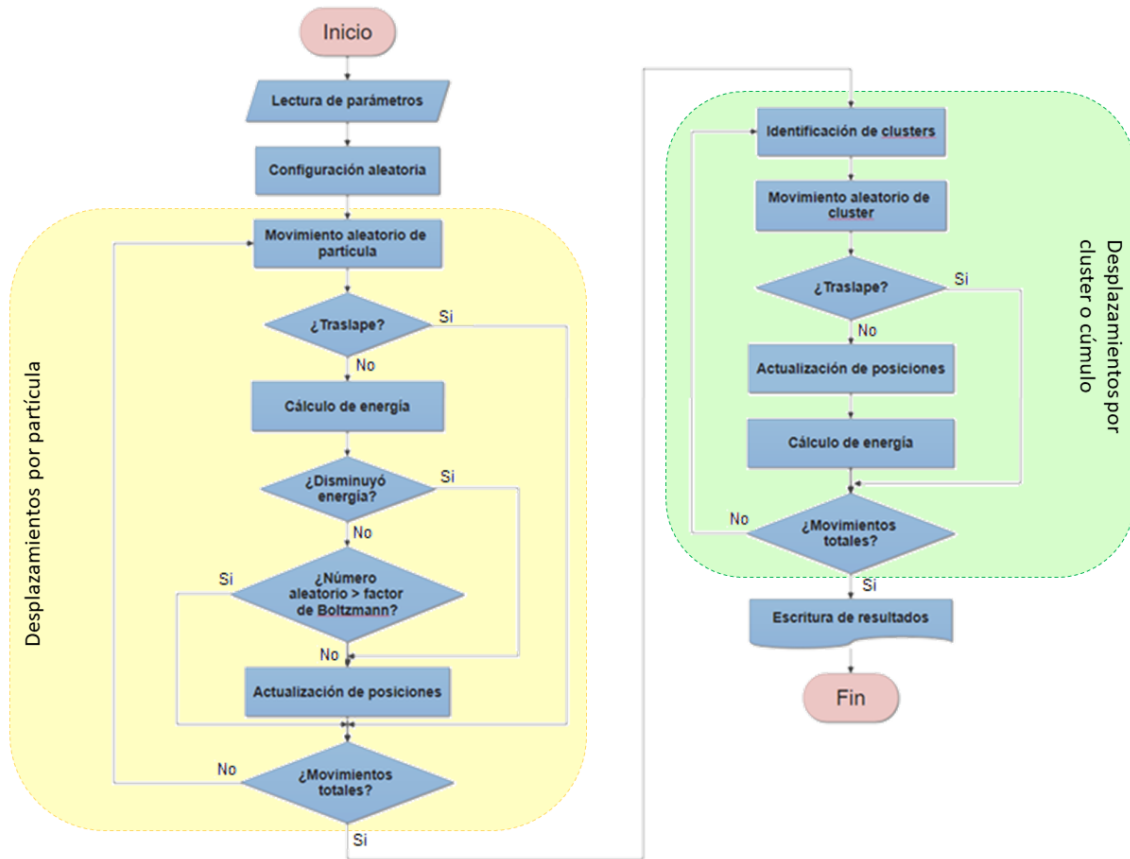 Inicio
Lectura de parámetros
Configuración aleatoria
Movimiento aleatorio de
partícula
¿Traslape?
Si
No
Cálculo de energía
¿Disminuyó
energía?
Si
No
¿Número
aleatorio > factor
de Boltzmann?
Si
No
Actualización de posiciones
¿Movimientos
totales?
No
Si
Desplazamientos por partícula
Identificación de clusters
Movimiento aleatorio de
cluster
¿Traslape?
Si
No
Actualización de posiciones
Cálculo de energía
¿Movimientos
totales?
No
Si
Desplazamientos por
cluster o cúmulo
Escritura de resultados
Fin